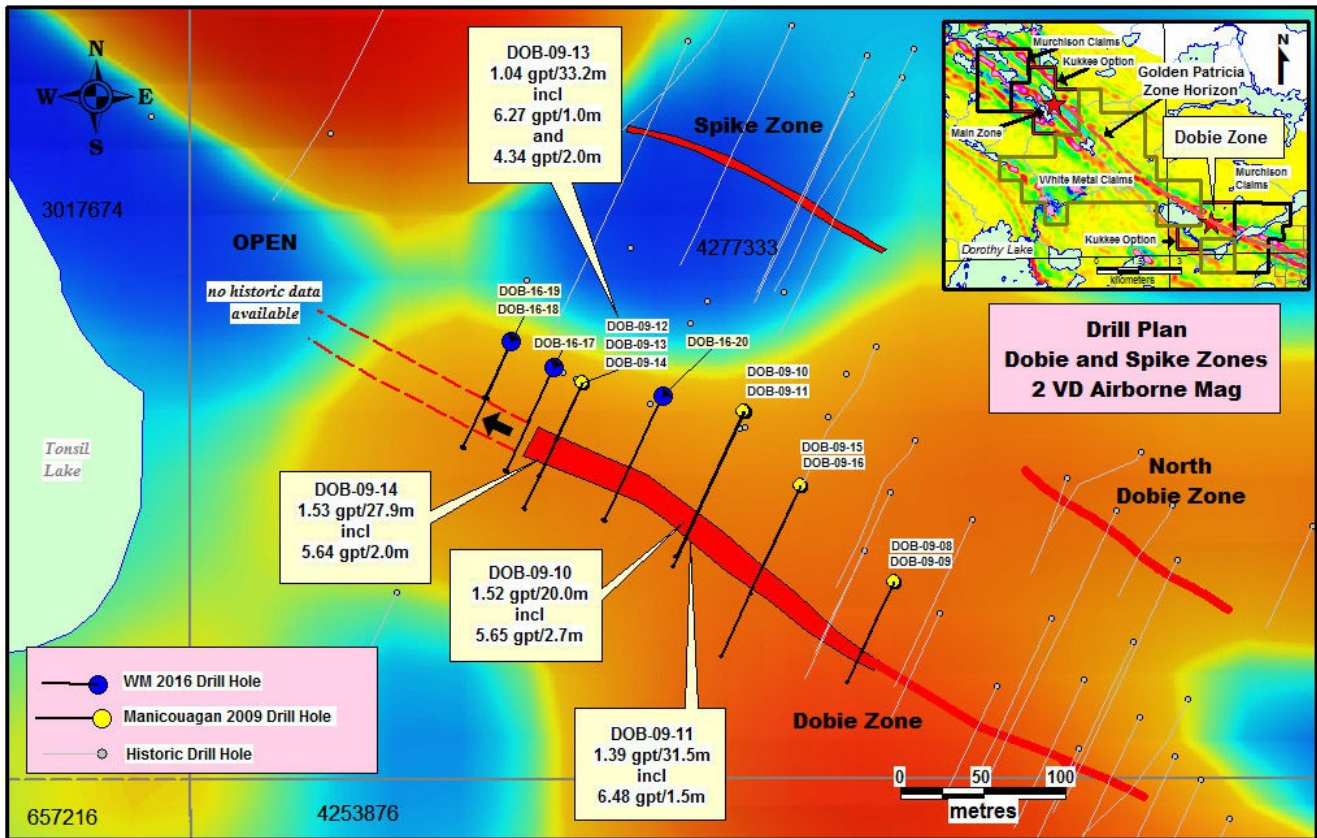 N
W
E
S
DOB-09-13
1.04 gpt/33.2m
incl
6.27 gpt/1.0m
and
4.34 gpt/2.0m
Spike Zone
3017674
OPEN
no historic data
available
4277333
Murchison Claims
Kukkee Option
N
Golden Patricia
Zone Horizon
Main Zone
Dobie Zone
White Metal Claims
Murchison
Claims
Kukkee Option
Dorothy Lake
0
3
kilometers
Drill Plan
Dobie and Spike Zones
2 VD Airborne Mag
DOB-16-19
DOB-16-18
DOB-16-17
DOB-09-12
DOB-09-13
DOB-09-14
DOB-16-20
DOB-09-10
DOB-09-11
DOB-09-15
DOB-09-16
North
Dobie Zone
Tonsil
Lake
DOB-09-14
1.53 gpt/27.9m
incl
5.64 gpt/2.0m
DOB-09-10
1.52 gpt/20.0m
incl
5.65 gpt/2.7m
DOB-09-08
DOB-09-09
WM 2016 Drill Hole
Manicouagan 2009 Drill Hole
Historic Drill Hole
DOB-09-11
1.39 gpt/31.5m
incl
6.48 gpt/1.5m
Dobie Zone
0 50 100
metres
657216
4253876